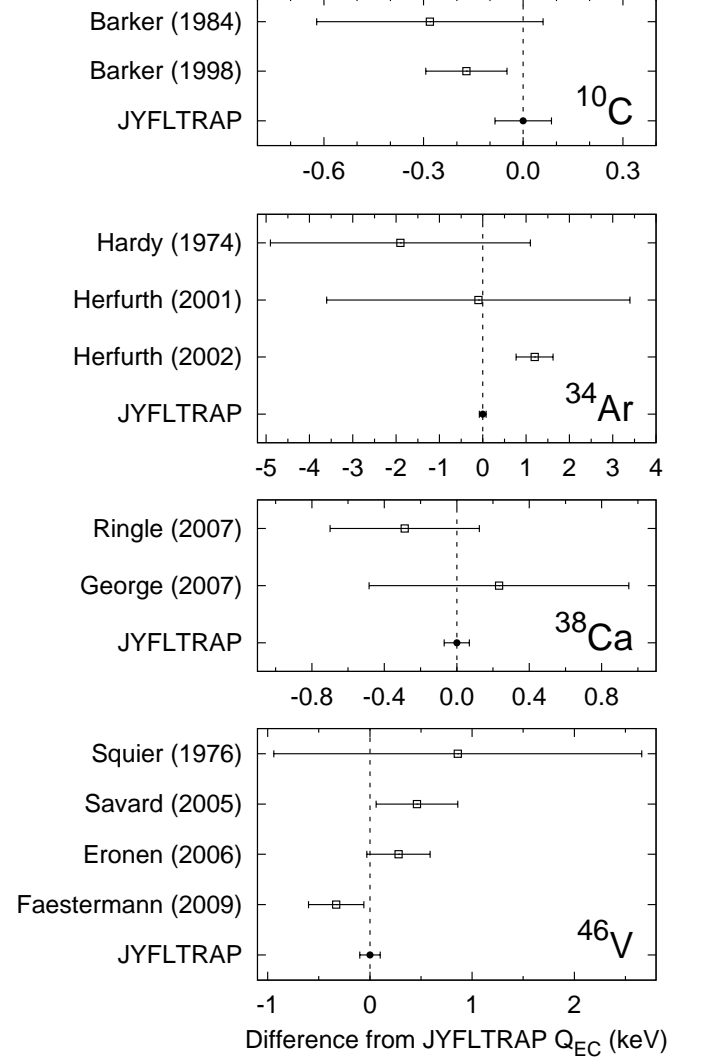 Barker (1984)
Barker (1998)
JYFLTRAP
10C
-0.6 -0.3 0.0 0.3
Hardy (1974)
Herfurth (2001)
Herfurth (2002)
JYFLTRAP
34Ar
-5 -4 -3 -2 -1 0 1 2 3 4
Ringle (2007)
George (2007)
JYFLTRAP
38Ca
-0.8 -0.4 0.0 0.4 0.8
Squier (1976)
Savard (2005)
Eronen (2006)
Faestermann (2009)
JYFLTRAP
46V
-1 0 1 2
Difference from JYFLTRAP QEC (keV)